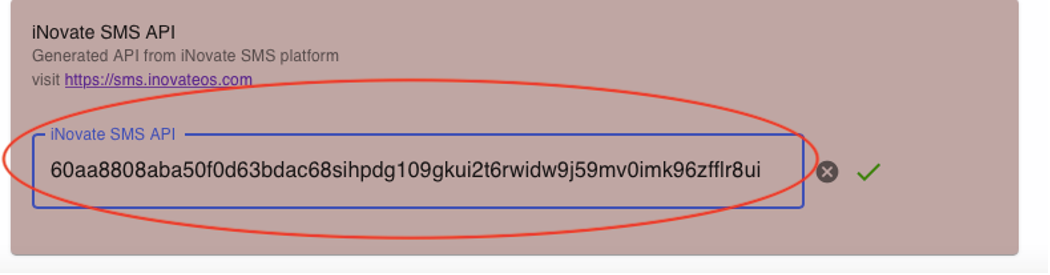 iNovate SMS API
Generated API from iNovate SMS platform
visit https://sms.inovateos.com
iNovate SMS API
60aa8808aba50f0d63bdac68sihpdg109gkui2t6rwidw9j59mv0imk96zfflr8ui